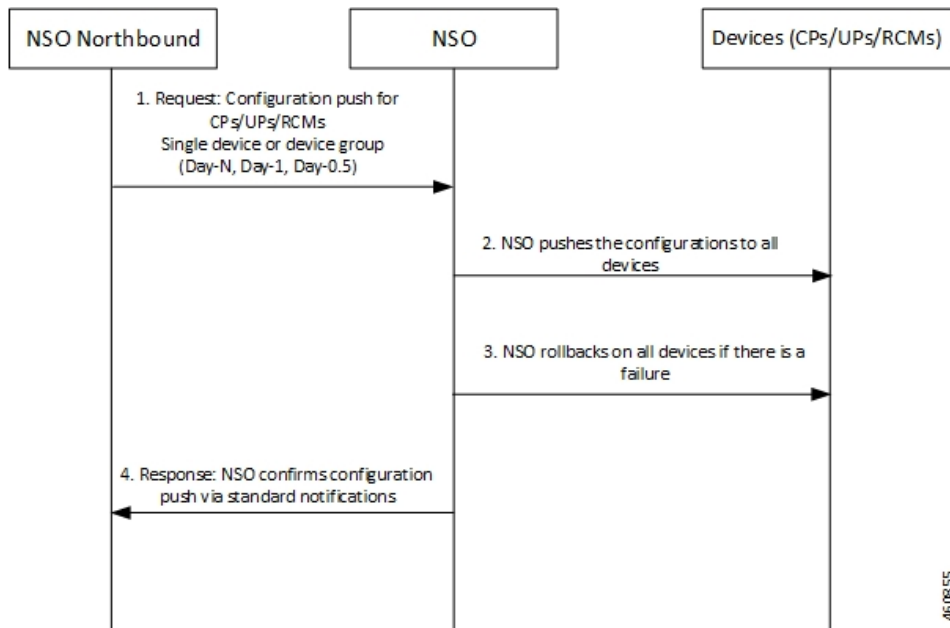 NSO Northbound
NSO
Devices (CPs/UPs/RCMs)
1. Request: Configuration push for
CPs/UPs/RCMs
Single device or device group
(Day-N, Day-1, Day-0.5)
2. NSO pushes the configurations to all
devices
3. NSO rollbacks on all devices if there is a
failure
4. Response: NSO confirms configuration
push via standard notifications
460855